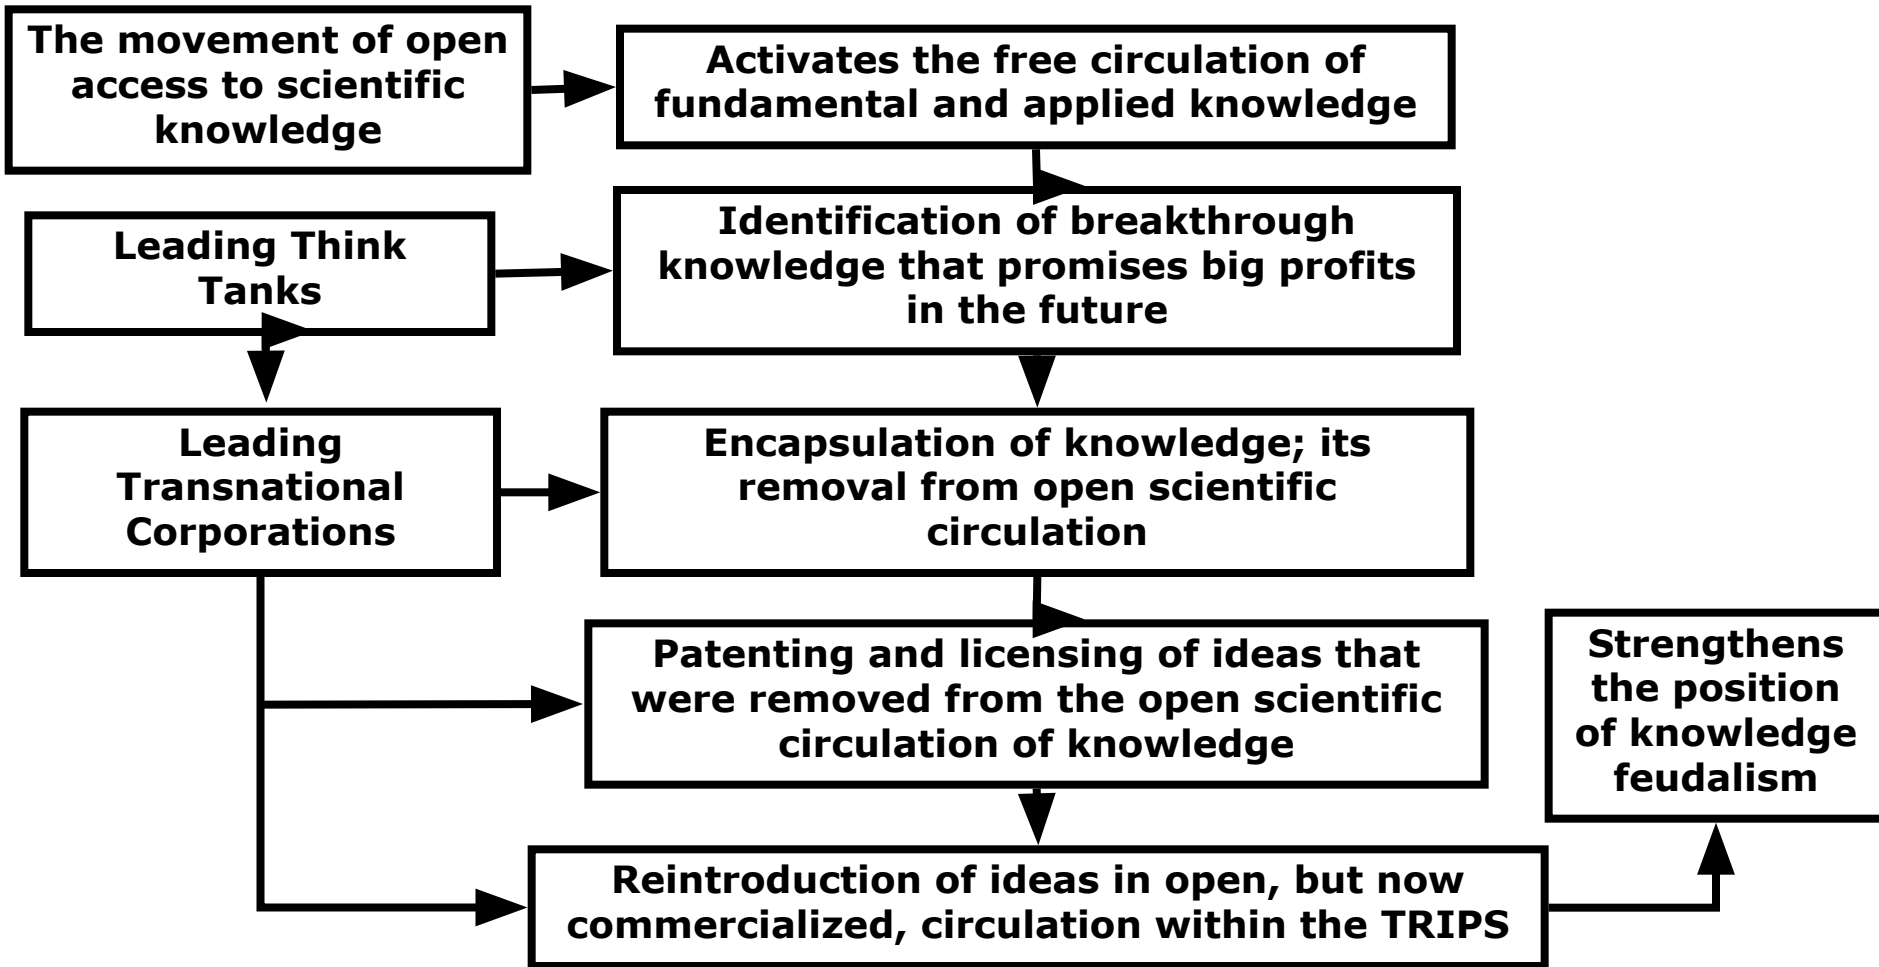 The movement of open
access to scientific
knowledge
Activates the free circulation of
fundamental and applied knowledge
Leading Think
Tanks
Identification of breakthrough
knowledge that promises big profits
in the future
Leading
Transnational
Corporations
Encapsulation of knowledge; its
removal from open scientific
circulation
Patenting and licensing of ideas that
were removed from the open scientific
circulation of knowledge
Strengthens
the position
of knowledge
feudalism
Reintroduction of ideas in open, but now
commercialized, circulation within the TRIPS